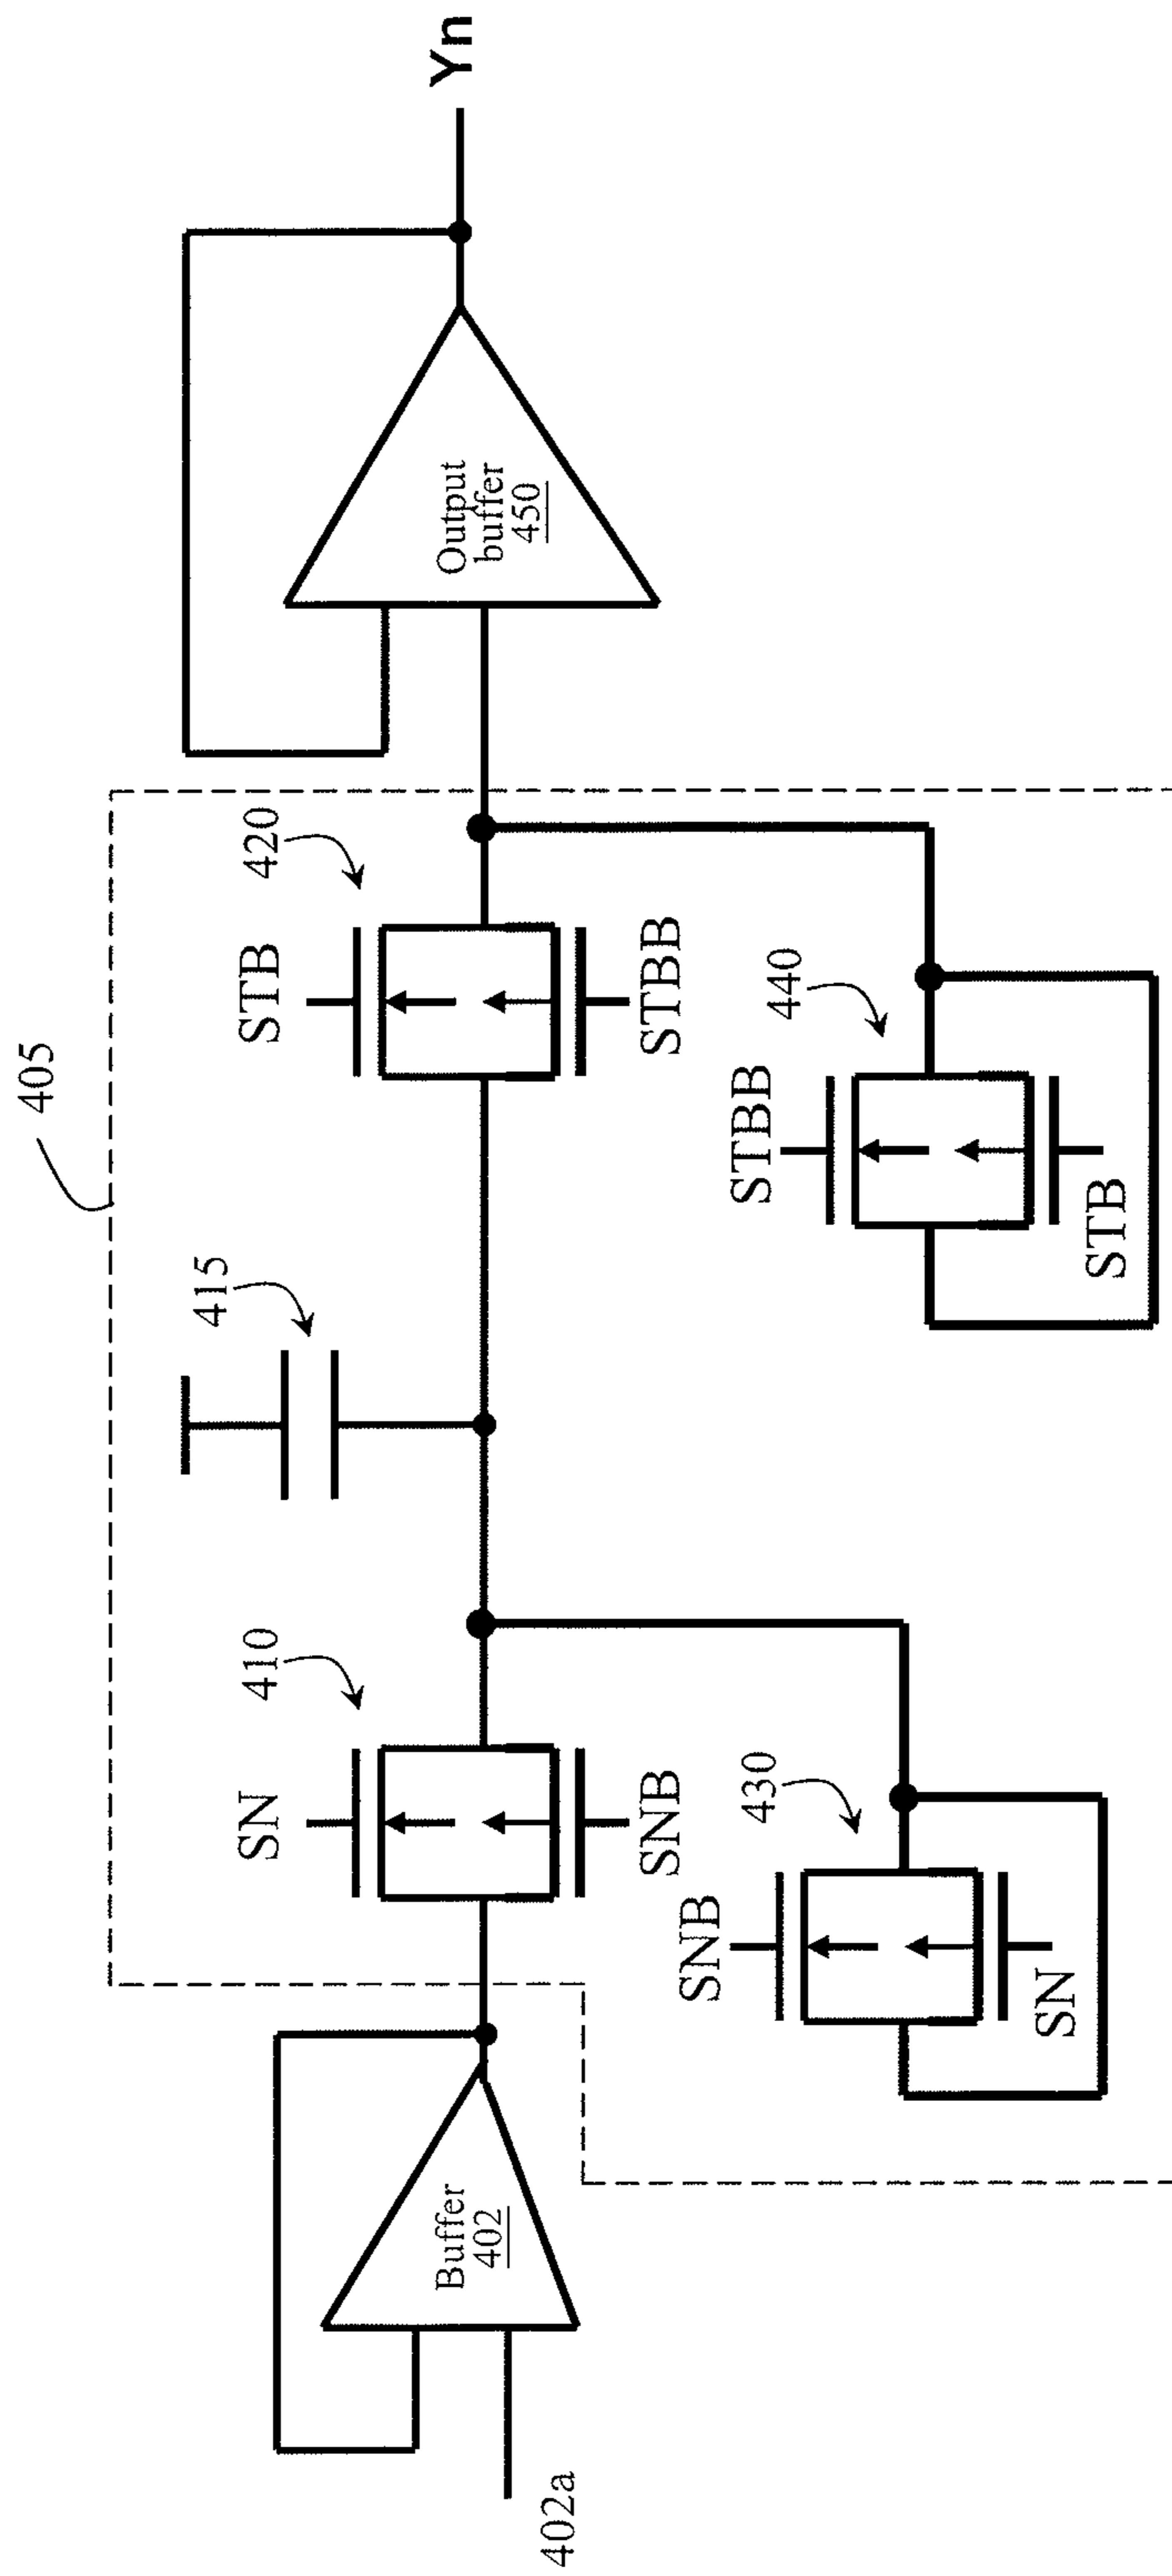 405
402a
Buffer
402
SN
410
SNB
SNB
430
SN
415
STB
420
STBB
STBB
440
STB
Output
buffer
450
Yn